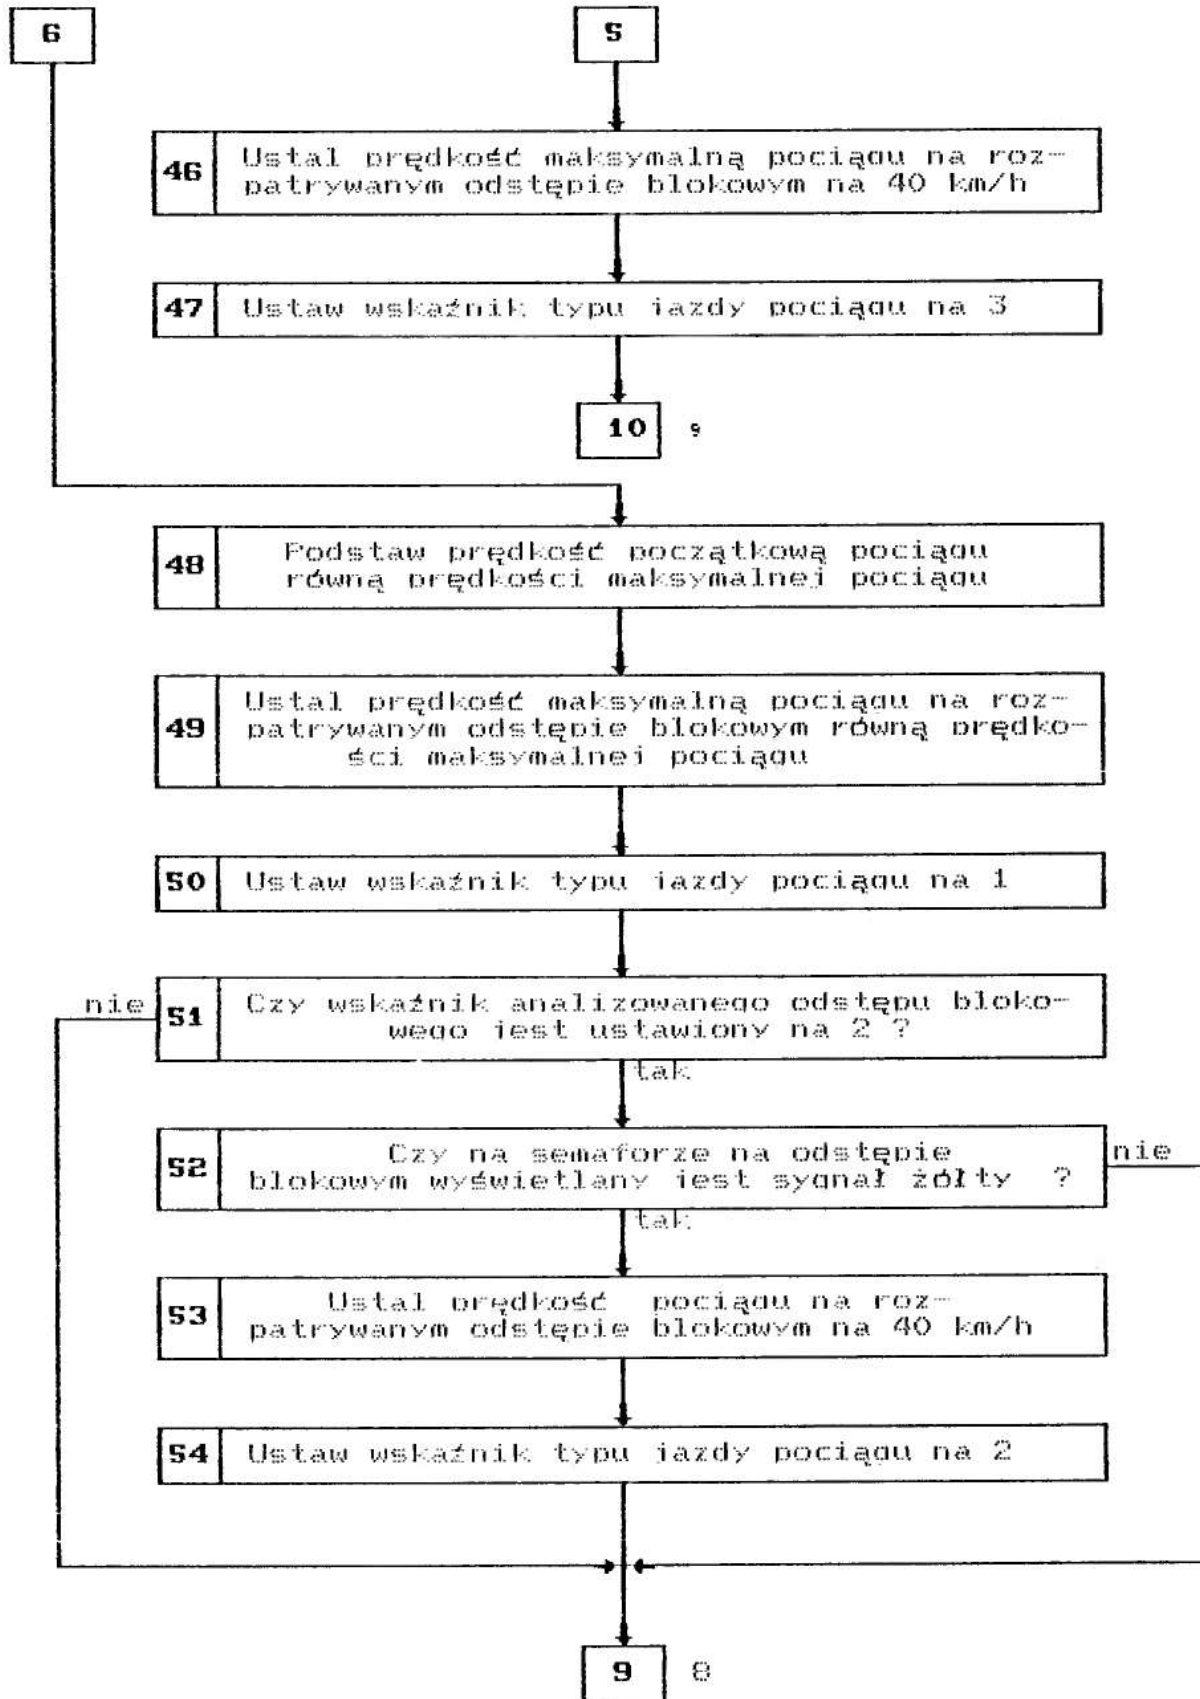 6
5
46
Ustal prędkość maksymalną pociągu na roz-
patrywanym odstępie blokowym na 40 km/h
47
Ustaw wskaźnik typu jazdy pociągu na 3
10 9
48
Podstaw prędkość początkową pociągu
równą prędkości maksymalnej pociągu
49
Ustal prędkość maksymalną pociągu na roz-
patrywanym odstępie blokowym równą prędko-
ści maksymalnej pociągu
50
Ustaw wskaźnik typu jazdy pociągu na 1
nie
51
Czy wskaźnik analizowanego odstępu bloko-
wego jest ustawiony na 2 ?
tak
52
Czy na semaforze na odstępie
blokowym wyświetlany jest sygnał żółty ?
nie
tak
53
Ustal prędkość pociągu na roz-
patrywanym odstępie blokowym na 40 km/h
54
Ustaw wskaźnik typu jazdy pociągu na 2
9 8